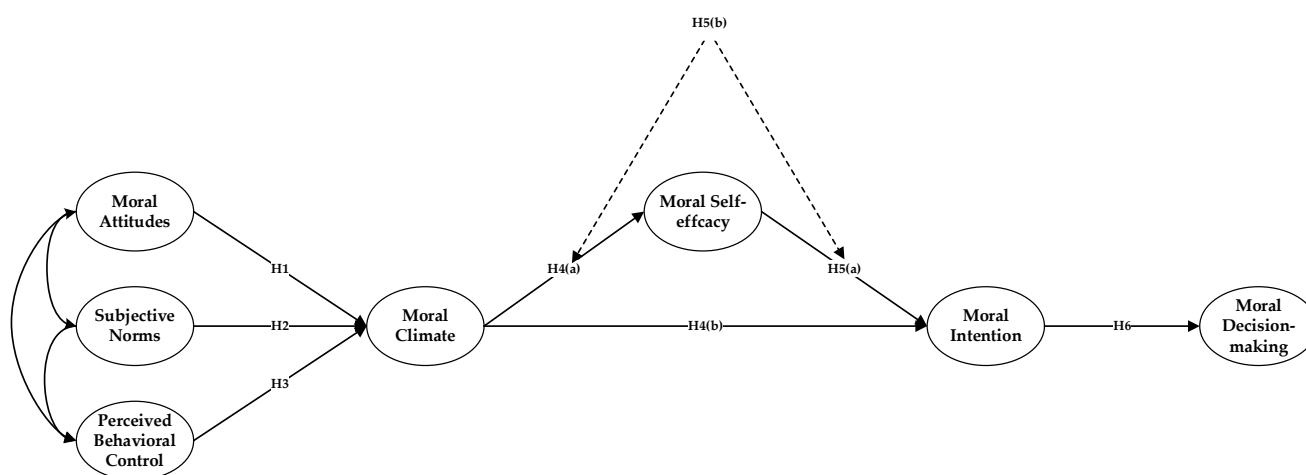 H5(b)
Moral
Attitudes
Moral Self-
effcacy
H1
H4(a)
H5(a)
Subjective
Norms
H2
Moral
Climate
H4(b)
Moral
Intention
H6
Moral
Decision-
making
H3
Perceived
Behavioral
Control